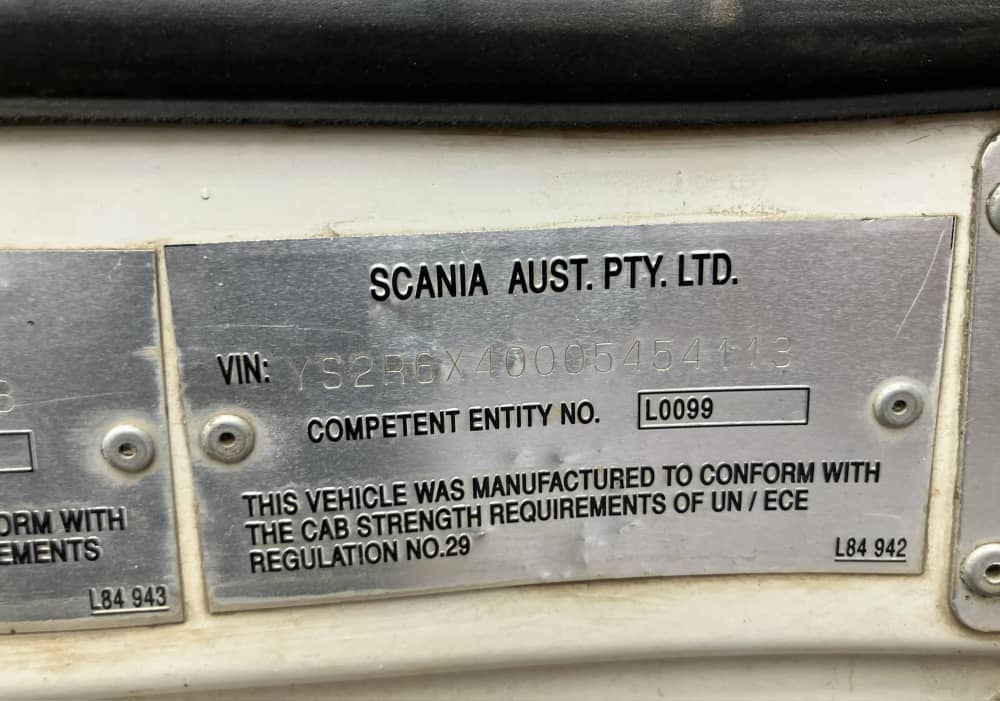 SCANIA AUST. PTY. LTD.
VIN: YS2R6X40005454113
COMPETENT ENTITY NO. L0099
THIS VEHICLE WAS MANUFACTURED TO CONFORM WITH
THE CAB STRENGTH REQUIREMENTS OF UN / ECE
REGULATION NO.29
L84 942
ORM WITH
EMENTS
L84 943